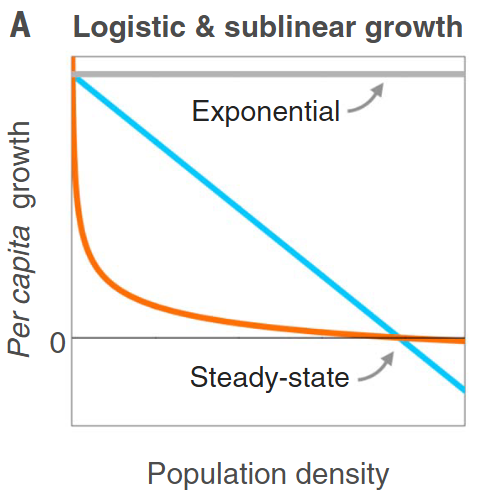 A Logistic & sublinear growth
Exponential
Per capita growth
0
Steady-state
Population density